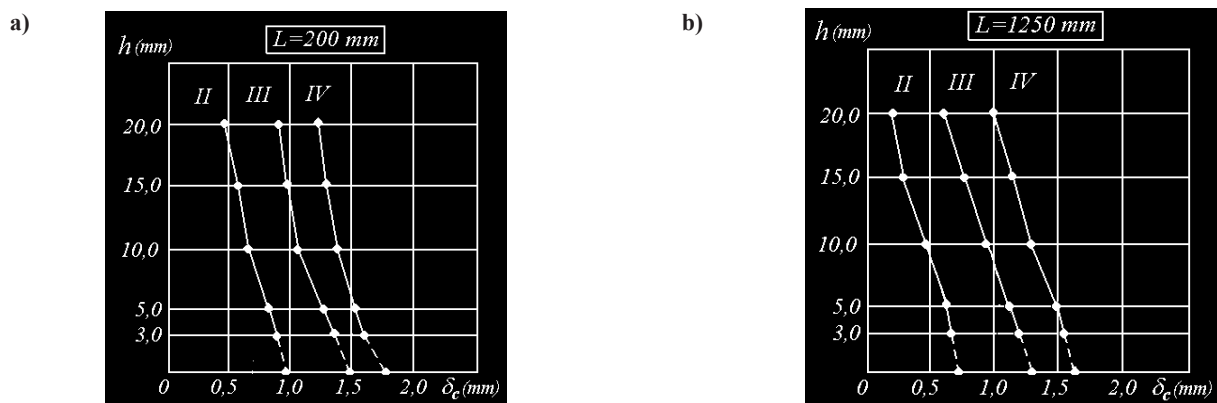 a)
L=200 mm
h (mm)
II III IV
20,0
15,0
10,0
5,0
3,0
0 0,5 1,0 1,5 2,0 δc (mm)
b)
L=1250 mm
h (mm)
II III IV
20,0
15,0
10,0
5,0
3,0
0 0,5 1,0 1,5 2,0 δc (mm)